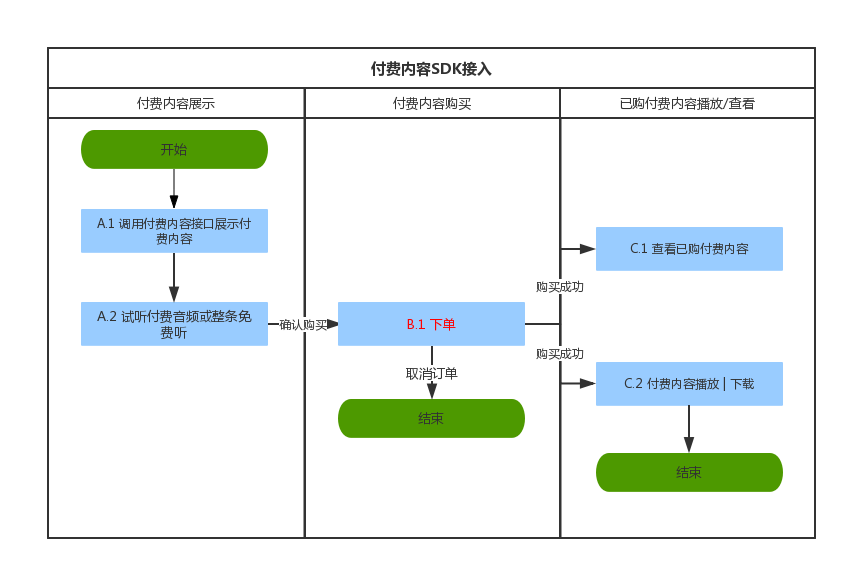 付费内容SDK接入
付费内容展示
付费内容购买
已购付费内容播放/查看
开始
A.1 调用付费内容接口展示付
费内容
A.2 试听付费音频或整条免
费听
确认购买
B.1 下单
取消订单
结束
购买成功
C.1 查看已购付费内容
购买成功
C.2 付费内容播放 | 下载
结束